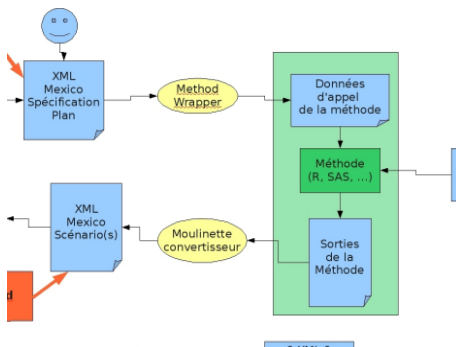 XML
Mexico
Spécification
Plan
Method
Wrapper
Données
d'appel
de la méthode
Méthode
(R, SAS, ...)
XML
Mexico
Scénario(s)
Moulinette
convertisseur
Sorties
de la
Méthode
d